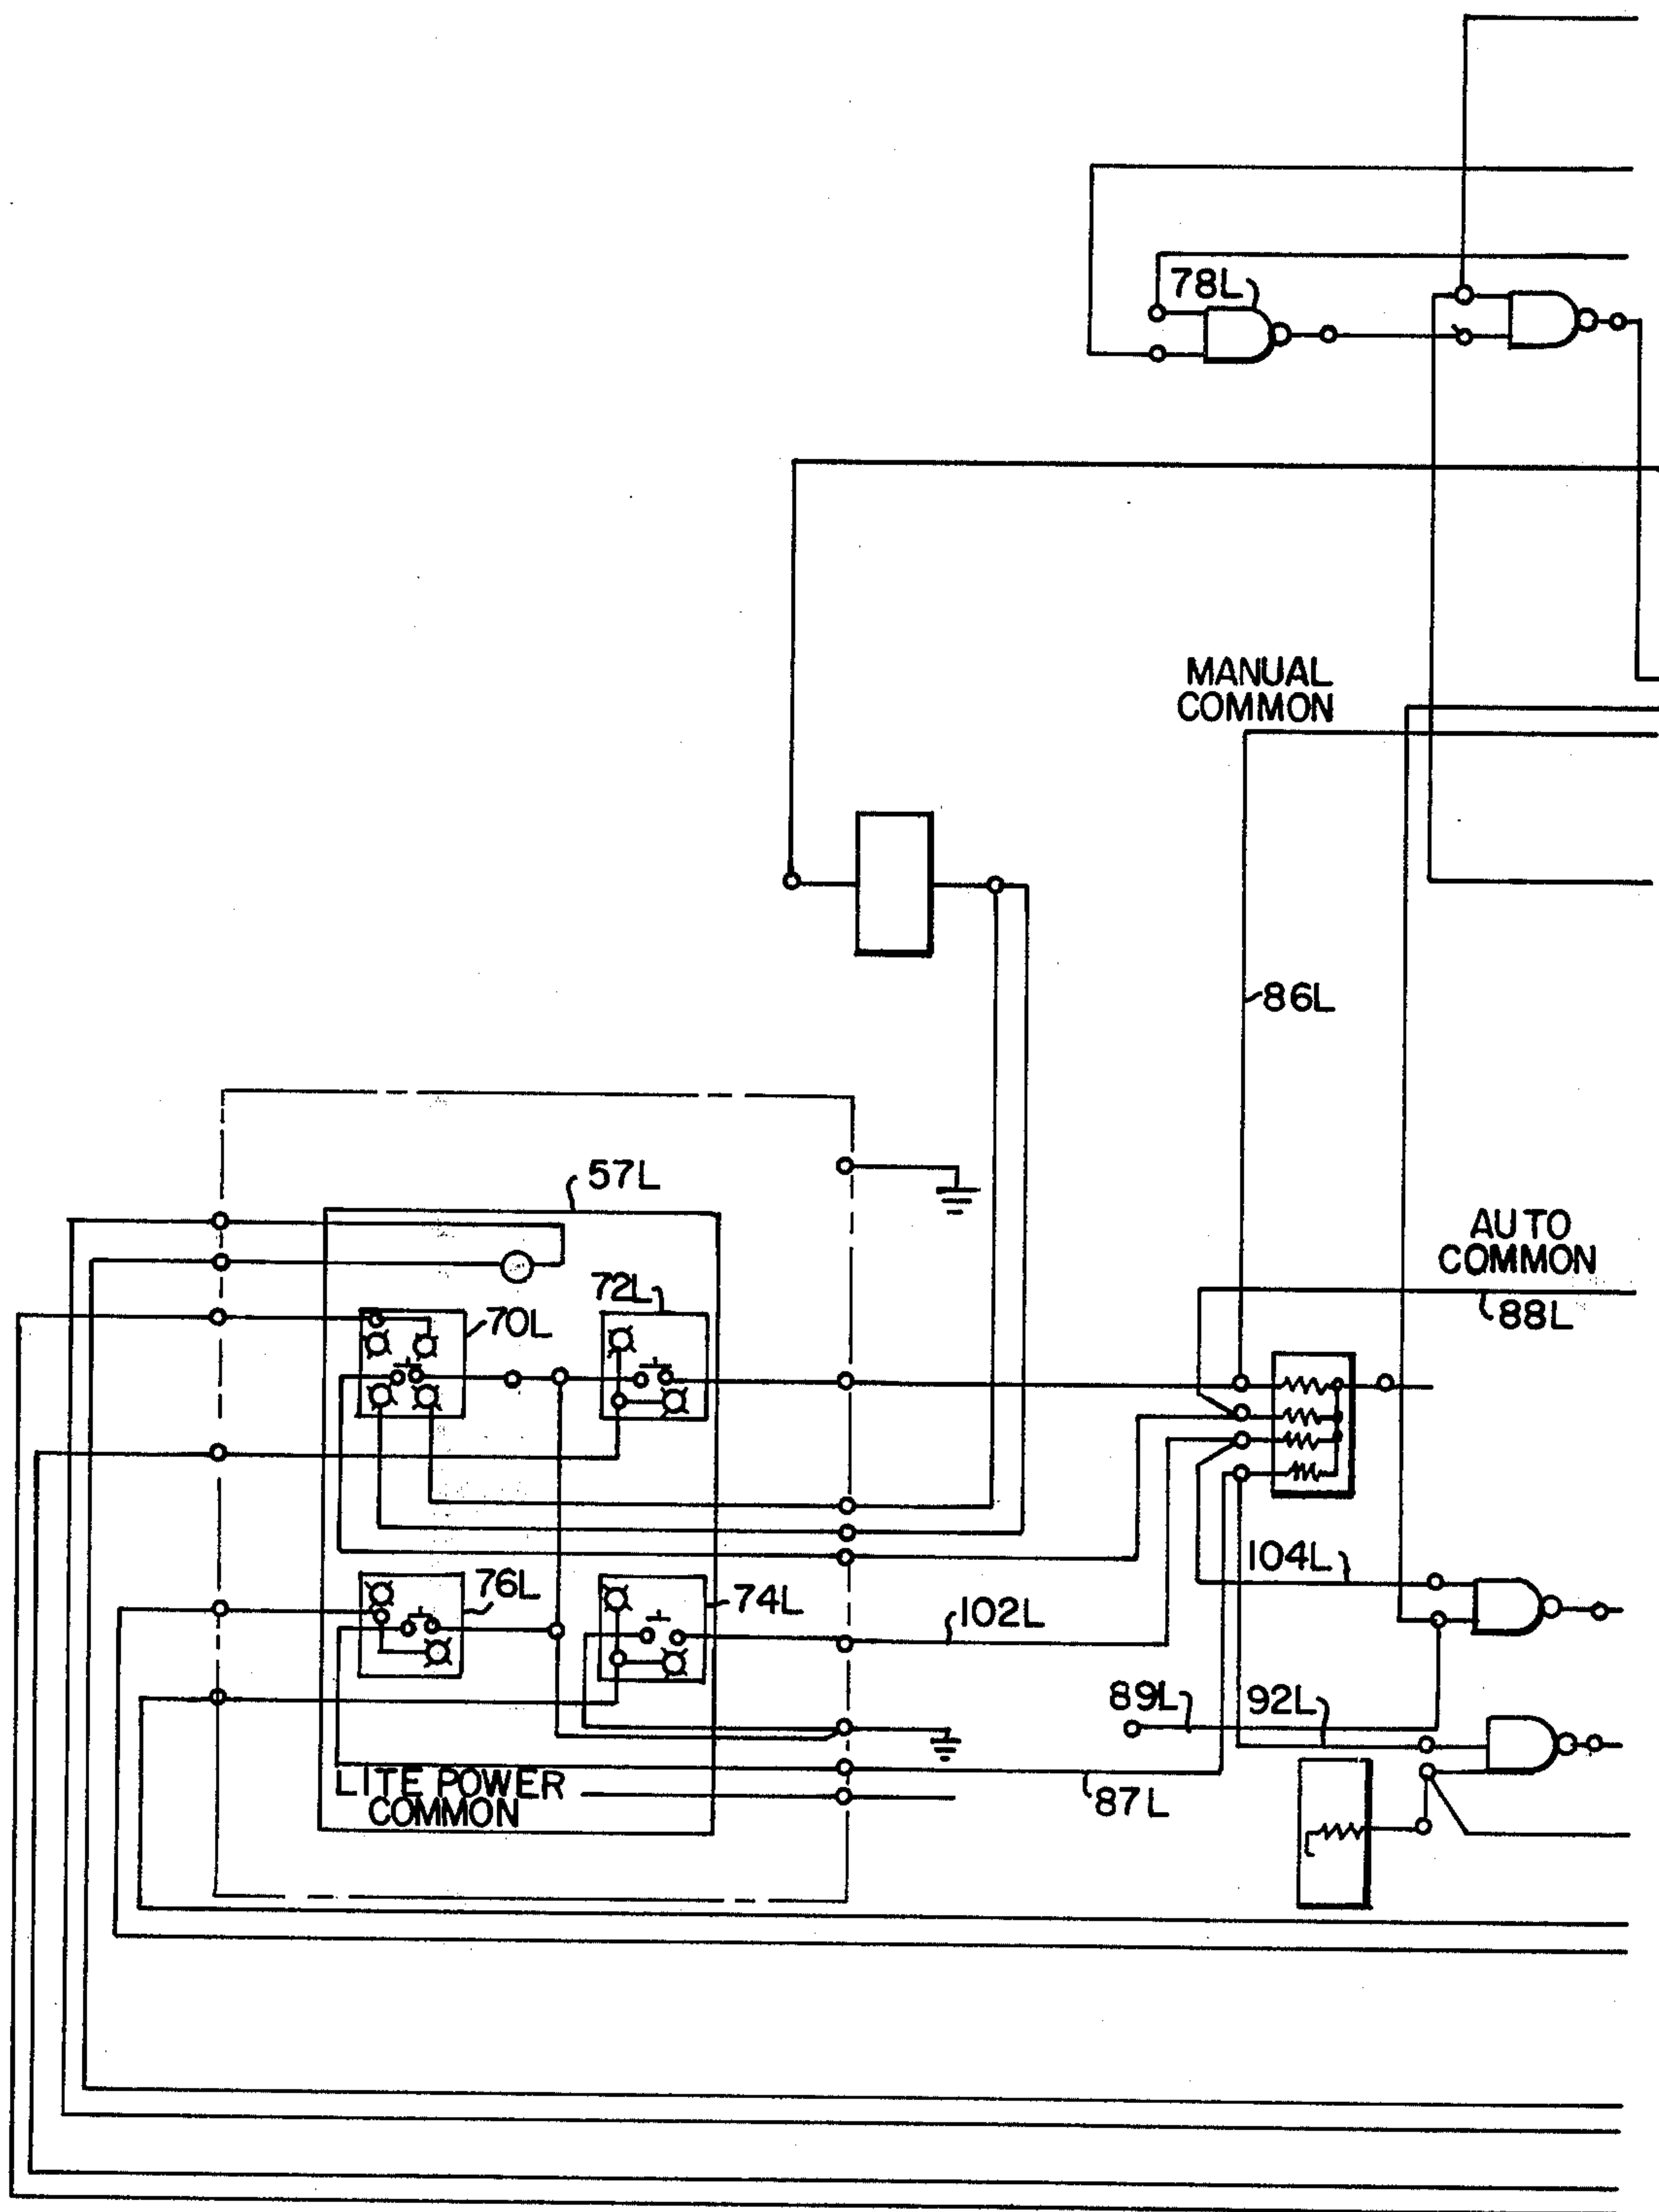 78L
MANUAL
COMMON
86L
57L
AUTO
COMMON
72L
70L
88L
104L
76L
74L
102L
89L
92L
LITE POWER
COMMON
87L